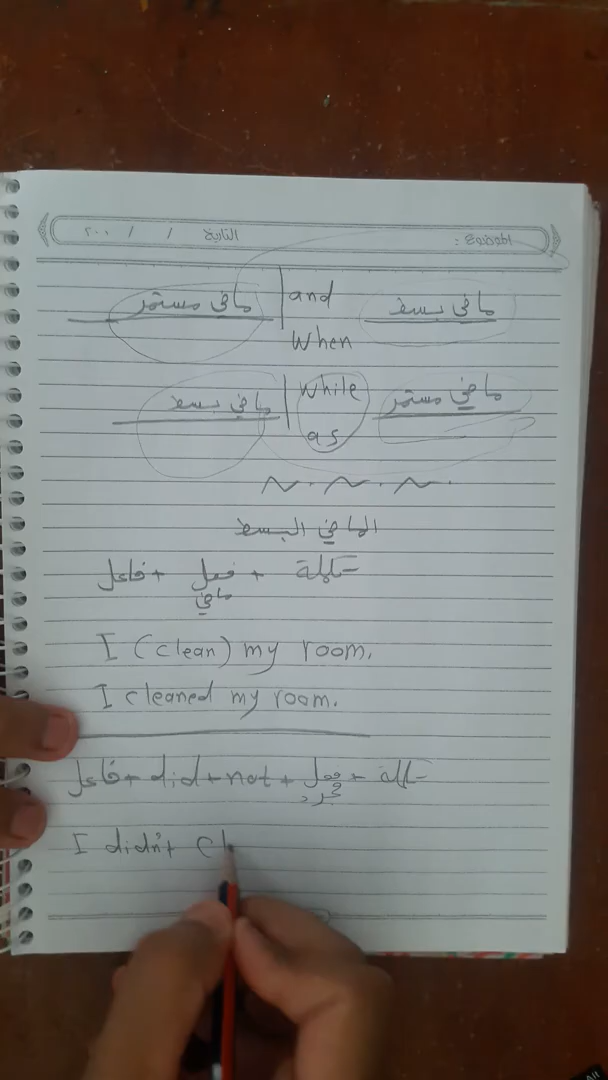 الموضوع :
التاريخ / / ٢٠٠
ماضي مستمر | and ماضي بسيط
When
ماضي بسيط | while ماضي مستمر
as
الماضي البسيط
فاعل + فعل + تكملة
ماضي
I (clean) my room.
I cleaned my room.
فاعل + did + not + فعل + تكملة
مجرد
I didn't cl